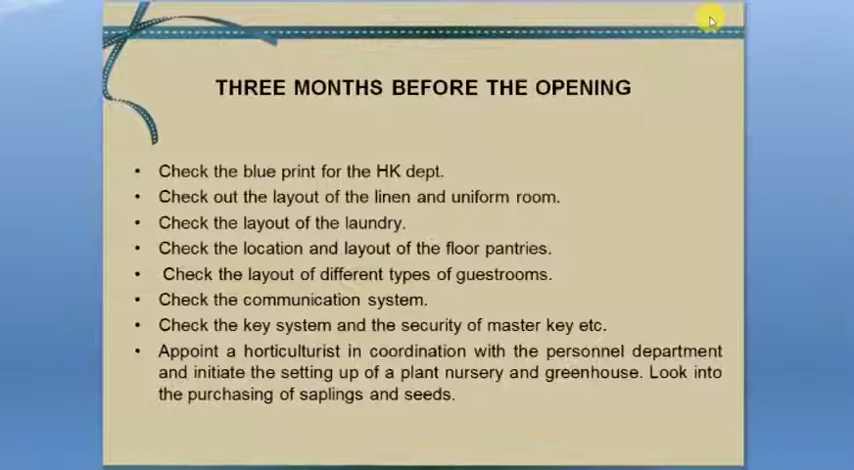 THREE MONTHS BEFORE THE OPENING
• Check the blue print for the HK dept.
• Check out the layout of the linen and uniform room.
• Check the layout of the laundry.
• Check the location and layout of the floor pantries.
• Check the layout of different types of guestrooms.
• Check the communication system.
• Check the key system and the security of master key etc.
• Appoint a horticulturist in coordination with the personnel department
and initiate the setting up of a plant nursery and greenhouse. Look into
the purchasing of saplings and seeds.